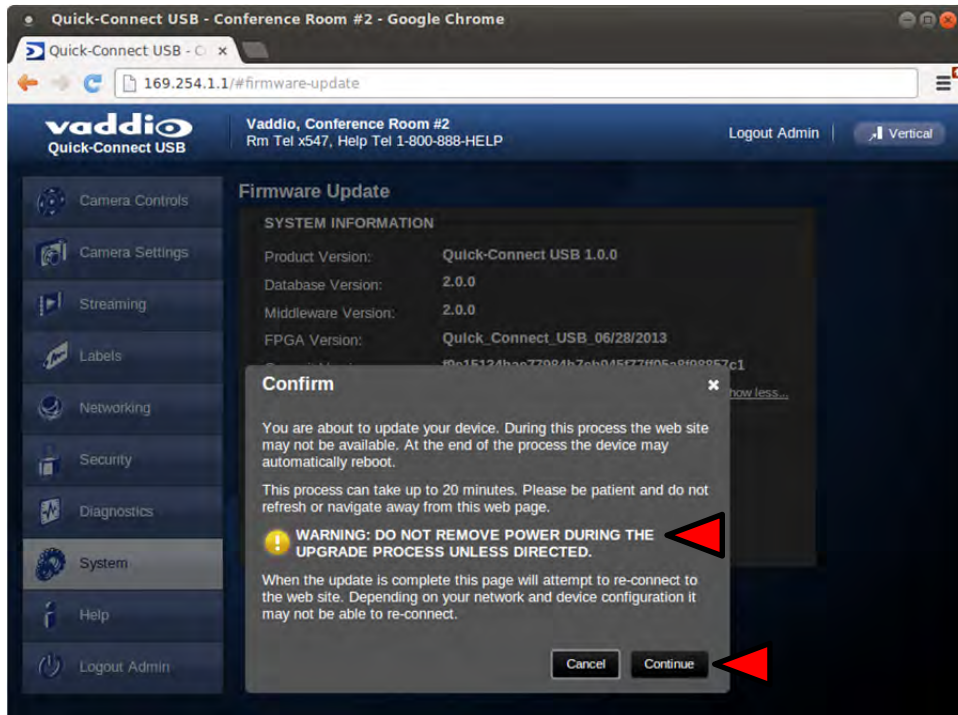 Quick-Connect USB - Conference Room #2 - Google Chrome
Quick-Connect USB - C
169.254.1.1/#firmware-update
vaddio
Quick-Connect USB
Vaddio, Conference Room #2
Rm Tel x547, Help Tel 1-800-888-HELP
Logout Admin
Vertical
Camera Controls
Camera Settings
Streaming
Labels
Networking
Security
Diagnostics
System
Help
Logout Admin
Firmware Update
SYSTEM INFORMATION
Product Version: Quick-Connect USB 1.0.0
Database Version: 2.0.0
Middleware Version: 2.0.0
FPGA Version: Quick_Connect_USB_06/28/2013
how less...
Confirm
You are about to update your device. During this process the web site
may not be available. At the end of the process the device may
automatically reboot.
This process can take up to 20 minutes. Please be patient and do not
refresh or navigate away from this web page.
WARNING: DO NOT REMOVE POWER DURING THE
UPGRADE PROCESS UNLESS DIRECTED.
When the update is complete this page will attempt to re-connect to
the web site. Depending on your network and device configuration it
may not be able to re-connect.
Cancel
Continue